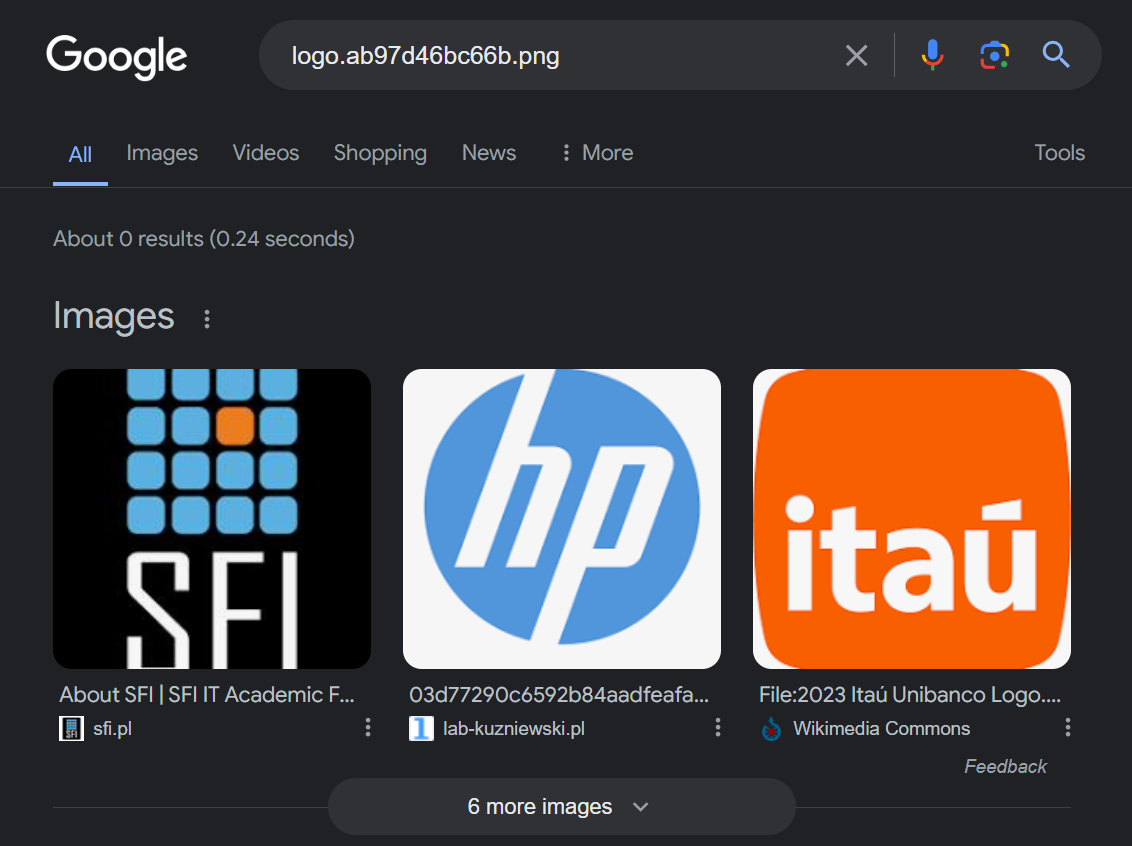 Google
logo.ab97d46bc66b.png
All Images Videos Shopping News More Tools
About 0 results (0.24 seconds)
Images
SFI
hp
itaú
About SFI | SFI IT Academic F...
SFI sfi.pl
03d77290c6592b84aadfeafa...
1 lab-kuzniewski.pl
File:2023 Itaú Unibanco Logo....
Wikimedia Commons
Feedback
6 more images